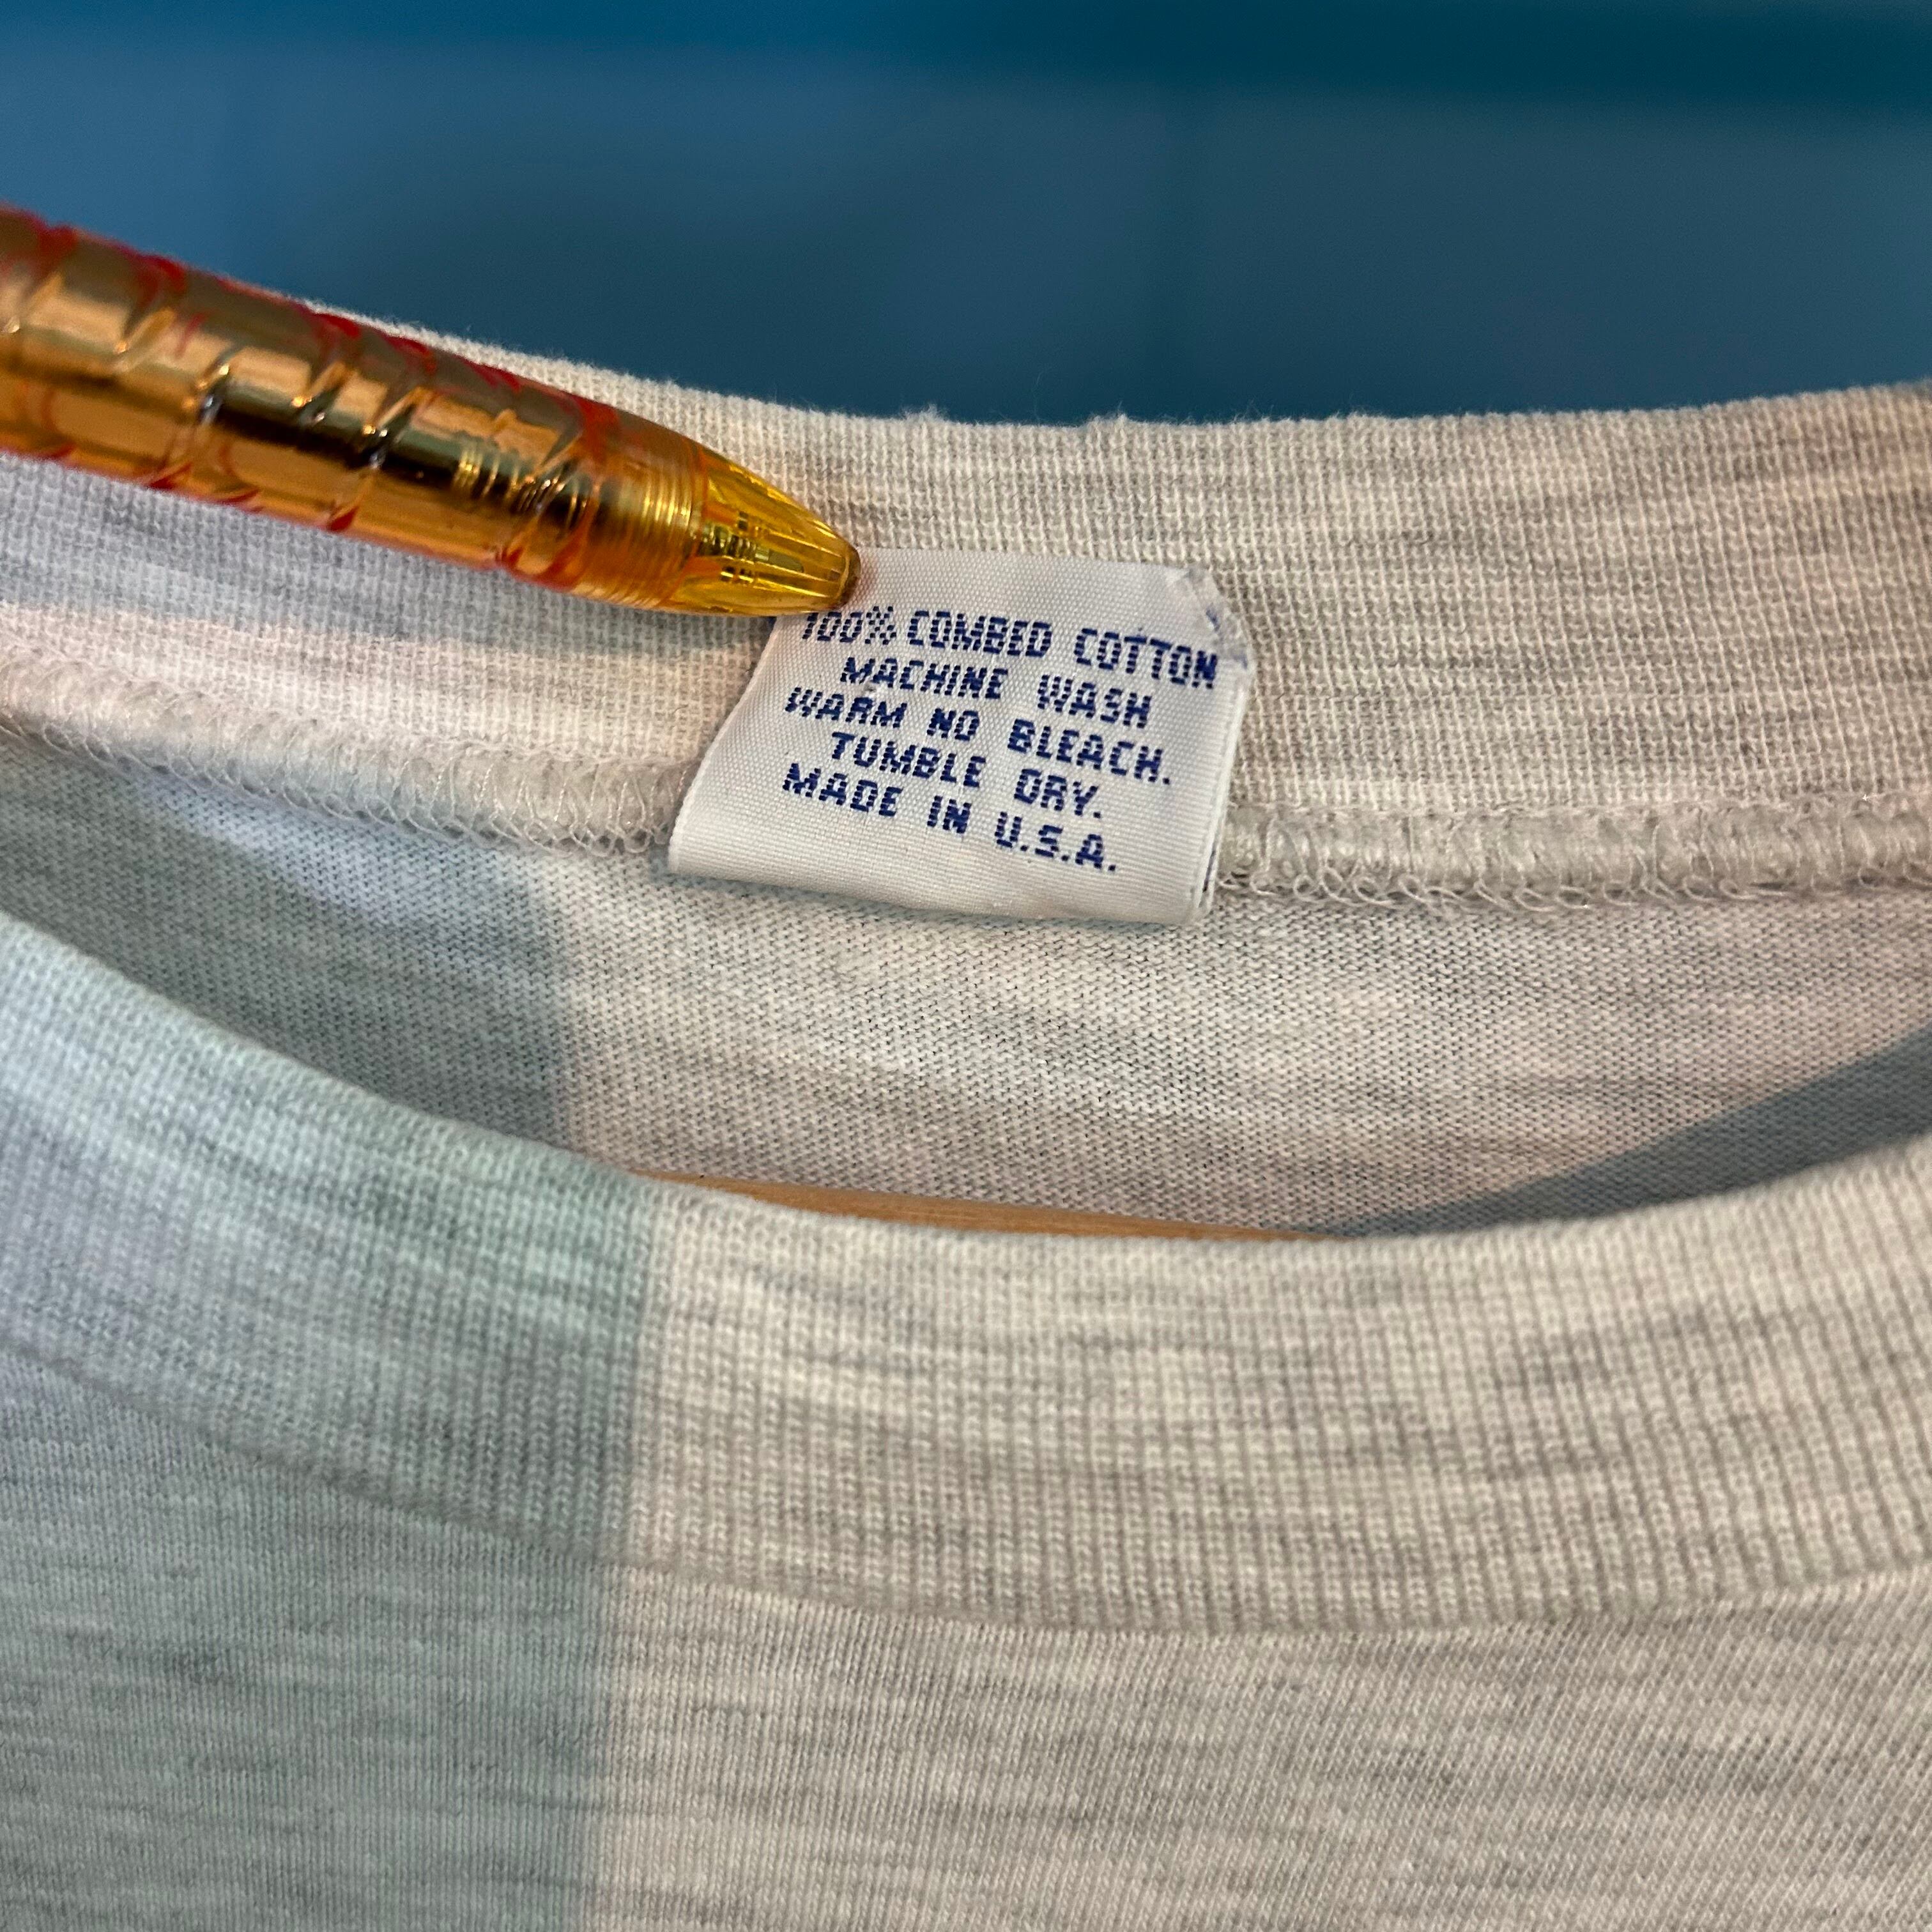 100% COMBED COTTON
MACHINE WASH
WARM NO BLEACH.
TUMBLE DRY.
MADE IN U.S.A.